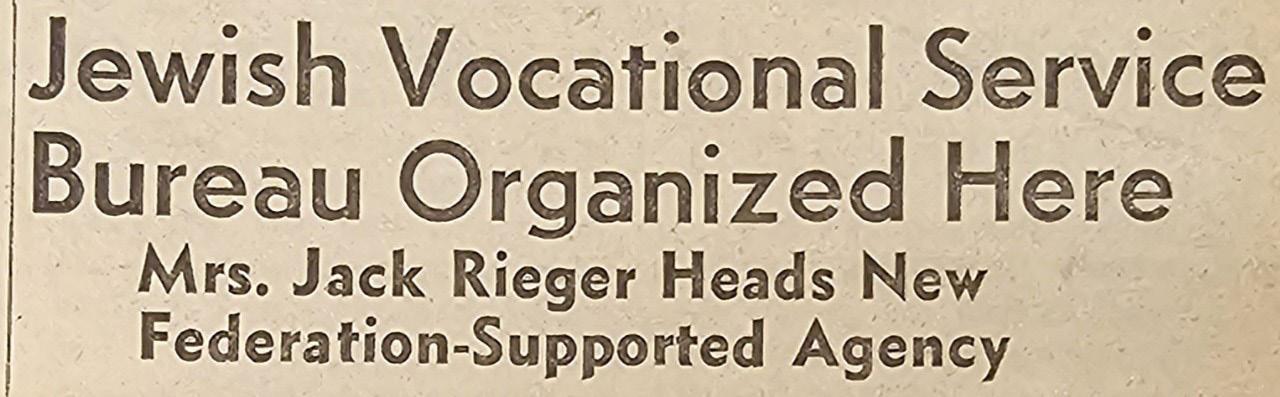 Jewish Vocational Service
Bureau Organized Here
Mrs. Jack Rieger Heads New
Federation-Supported Agency